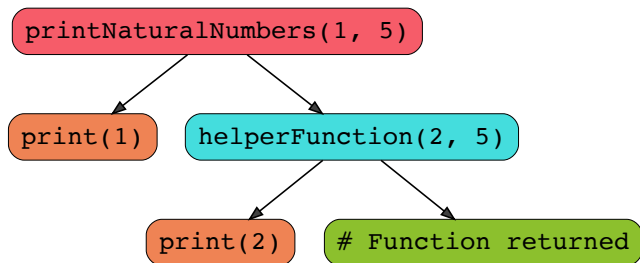 printNaturalNumbers(1, 5)
print(1)
helperFunction(2, 5)
print(2)
# Function returned